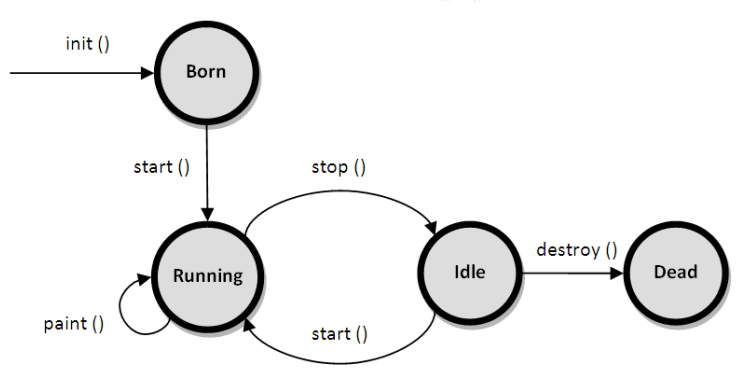 init ()
Born
start ()
stop ()
Running
Idle
destroy ()
Dead
paint ()
start ()